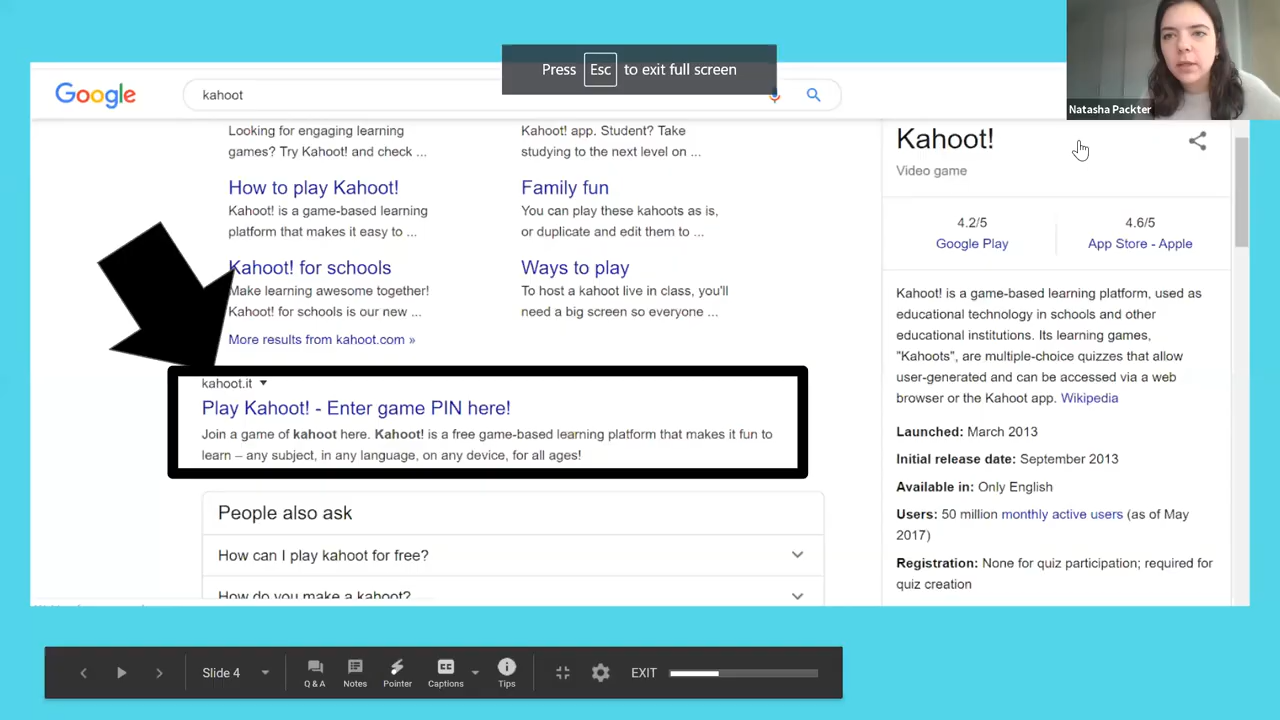 Press Esc to exit full screen
Natasha Packter
Google
kahoot
Looking for engaging learning
games? Try Kahoot! and check ...
Kahoot! app. Student? Take
studying to the next level on ...
How to play Kahoot!
Kahoot! is a game-based learning
platform that makes it easy to ...
Family fun
You can play these kahoots as is,
or duplicate and edit them to ...
Kahoot! for schools
Make learning awesome together!
Kahoot! for schools is our new ...
Ways to play
To host a kahoot live in class, you'll
need a big screen so everyone ...
More results from kahoot.com »
kahoot.it
Play Kahoot! - Enter game PIN here!
Join a game of kahoot here. Kahoot! is a free game-based learning platform that makes it fun to
learn – any subject, in any language, on any device, for all ages!
People also ask
How can I play kahoot for free?
How do you make a kahoot?
Kahoot!
Video game
4.2/5
Google Play
4.6/5
App Store - Apple
Kahoot! is a game-based learning platform, used as
educational technology in schools and other
educational institutions. Its learning games,
"Kahoots", are multiple-choice quizzes that allow
user-generated and can be accessed via a web
browser or the Kahoot app. Wikipedia
Launched: March 2013
Initial release date: September 2013
Available in: Only English
Users: 50 million monthly active users (as of May
2017)
Registration: None for quiz participation; required for
quiz creation
Slide 4
Q & A
Notes
Pointer
CC
Captions
Tips
EXIT